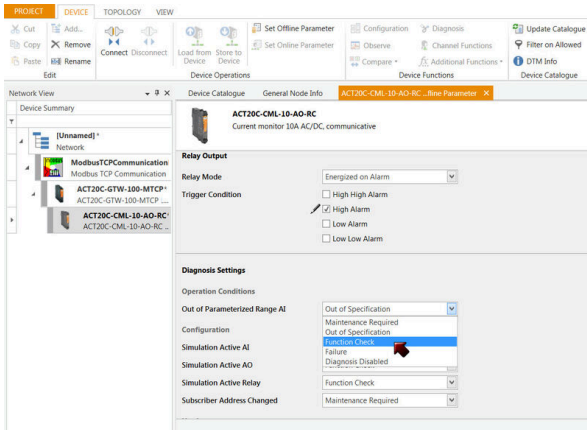 PROJECT DEVICE TOPOLOGY VIEW
Cut Add... Set Offline Parameter Configuration Diagnosis Update Catalogue
Copy Remove Connect Disconnect Load from Device Store to Device Set Online Parameter Observe Channel Functions Filter on Allowed
Paste Rename Compare Additional Functions DTM Info
Edit Device Operations Device Functions Device Catalogue
Network View Device Catalogue General Node Info ACT20C-CML-10-AO-RC ...ffline Parameter
Device Summary
ACT20C-CML-10-AO-RC
Current monitor 10A AC/DC, communicative
[Unnamed]*
Network
ModbusTCPCommunication
Modbus TCP Communication
ACT20C-GTW-100-MTCP*
ACT20C-GTW-100-MTCP ....
ACT20C-CML-10-AO-RC*
ACT20C-CML-10-AO-RC ..
Relay Output
Relay Mode Energized on Alarm
Trigger Condition High High Alarm
High Alarm
Low Alarm
Low Low Alarm
Diagnosis Settings
Operation Conditions
Out of Parameterized Range AI Out of Specification
Maintenance Required
Out of Specification
Function Check
Failure
Diagnosis Disabled
Configuration
Simulation Active AI
Simulation Active AO Function Check
Simulation Active Relay Function Check
Subscriber Address Changed Maintenance Required